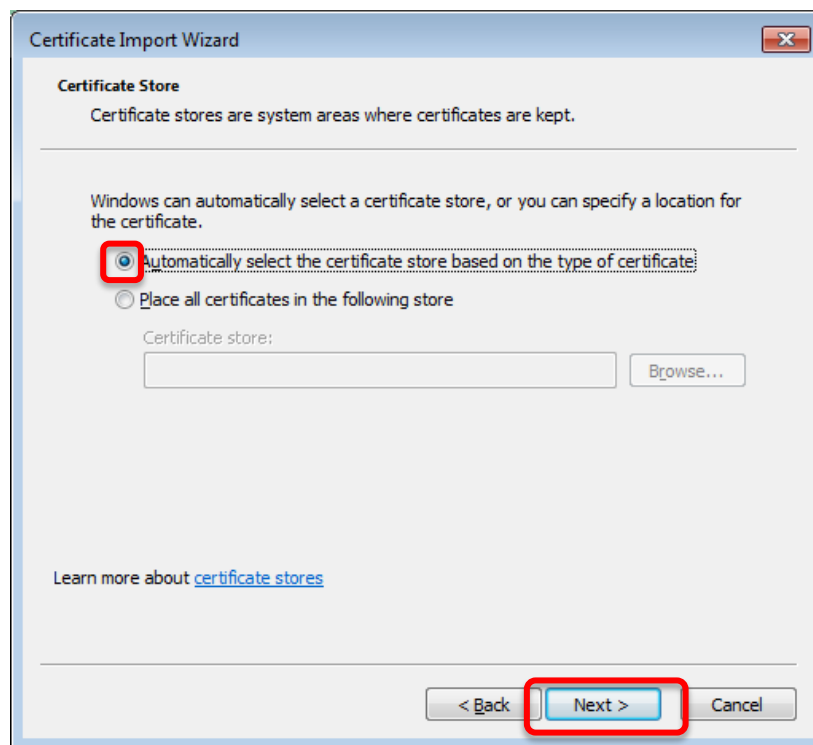 Certificate Import Wizard
Certificate Store
Certificate stores are system areas where certificates are kept.
Windows can automatically select a certificate store, or you can specify a location for
the certificate.
Automatically select the certificate store based on the type of certificate
Place all certificates in the following store
Certificate store:
Browse...
Learn more about certificate stores
< Back Next > Cancel